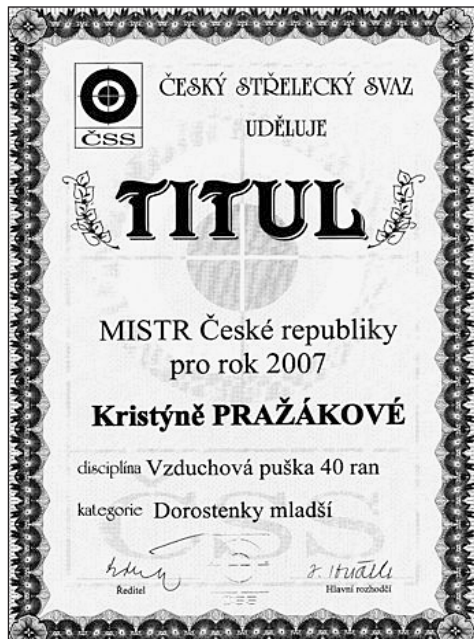 ČESKÝ STŘELECKÝ SVAZ
ČSS
UDĚLUJE
TITUL
MISTR České republiky
pro rok 2007
Kristýně PRAŽÁKOVÉ
disciplína Vzduchová puška 40 ran
kategorie Dorostenky mladší
ČSS
Ředitel
Hlavní rozhodčí